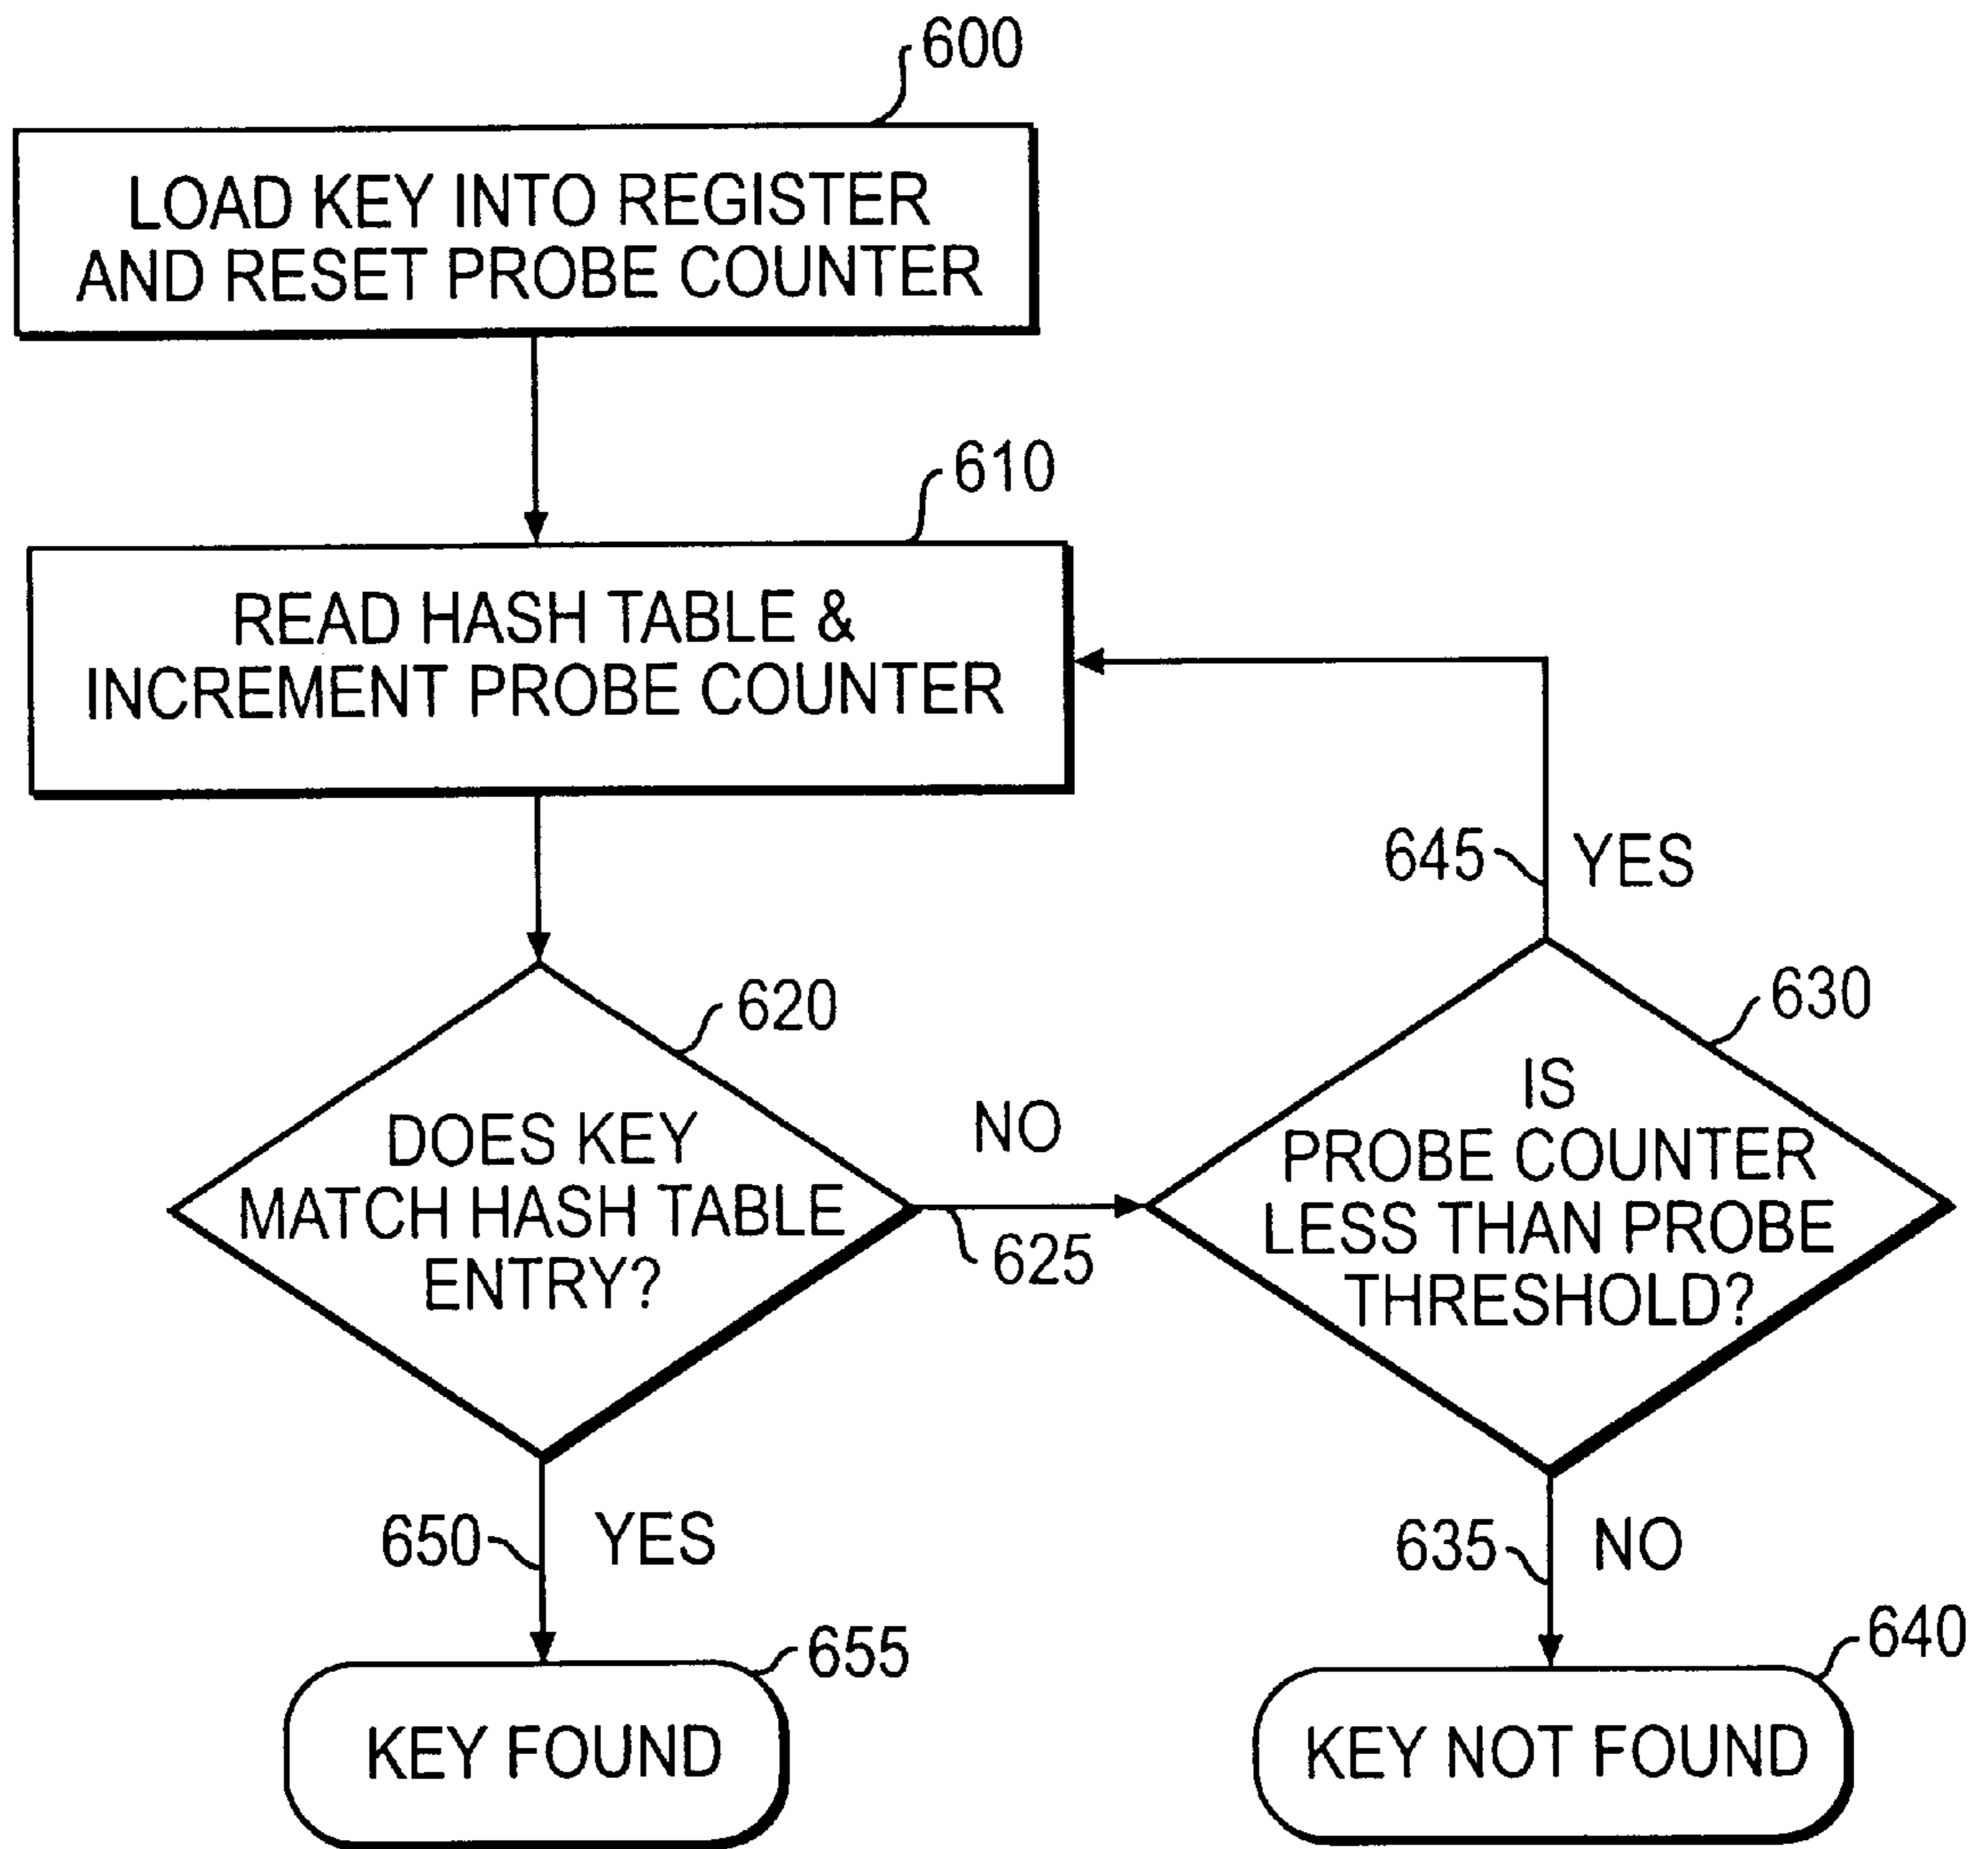 600
LOAD KEY INTO REGISTER
AND RESET PROBE COUNTER
610
READ HASH TABLE &
INCREMENT PROBE COUNTER
645
YES
620
630
DOES KEY
MATCH HASH TABLE
ENTRY?
NO
625
IS
PROBE COUNTER
LESS THAN PROBE
THRESHOLD?
650
YES
635
NO
655
640
KEY FOUND
KEY NOT FOUND